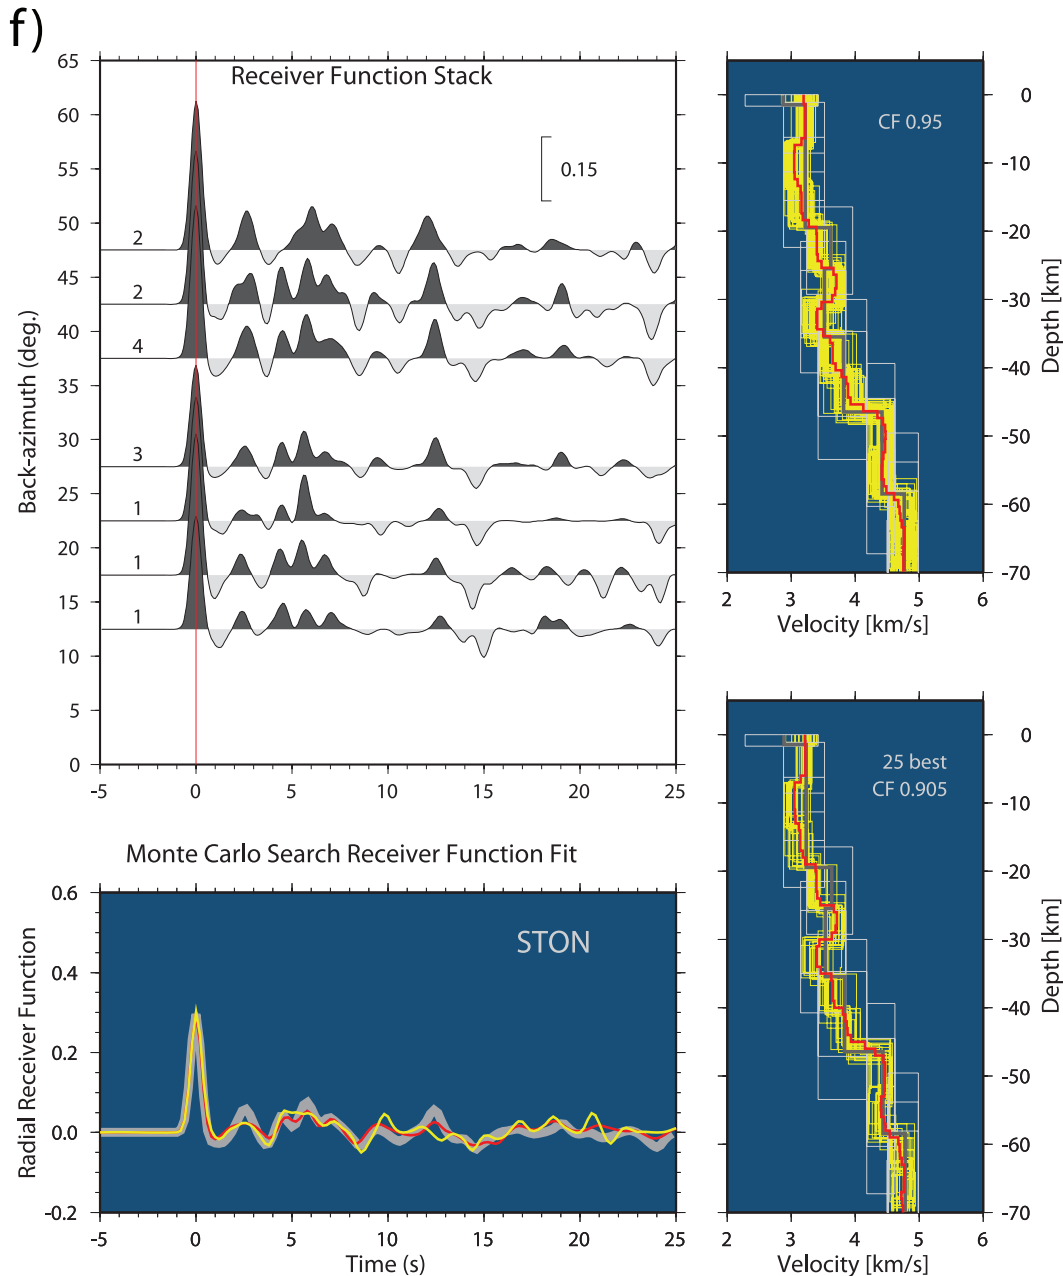 f)
Receiver Function Stack
65
60
55
50
45
40
35
30
25
20
15
10
5
0
Back-azimuth (deg.)
0.15
2
2
4
3
1
1
1
-5 0 5 10 15 20 25
CF 0.95
0
-10
-20
-30
-40
-50
-60
-70
Depth [km]
2 3 4 5 6
Velocity [km/s]
Monte Carlo Search Receiver Function Fit
STON
0.6
0.4
0.2
0.0
-0.2
Radial Receiver Function
-5 0 5 10 15 20 25
Time (s)
25 best
CF 0.905
0
-10
-20
-30
-40
-50
-60
-70
Depth [km]
2 3 4 5 6
Velocity [km/s]